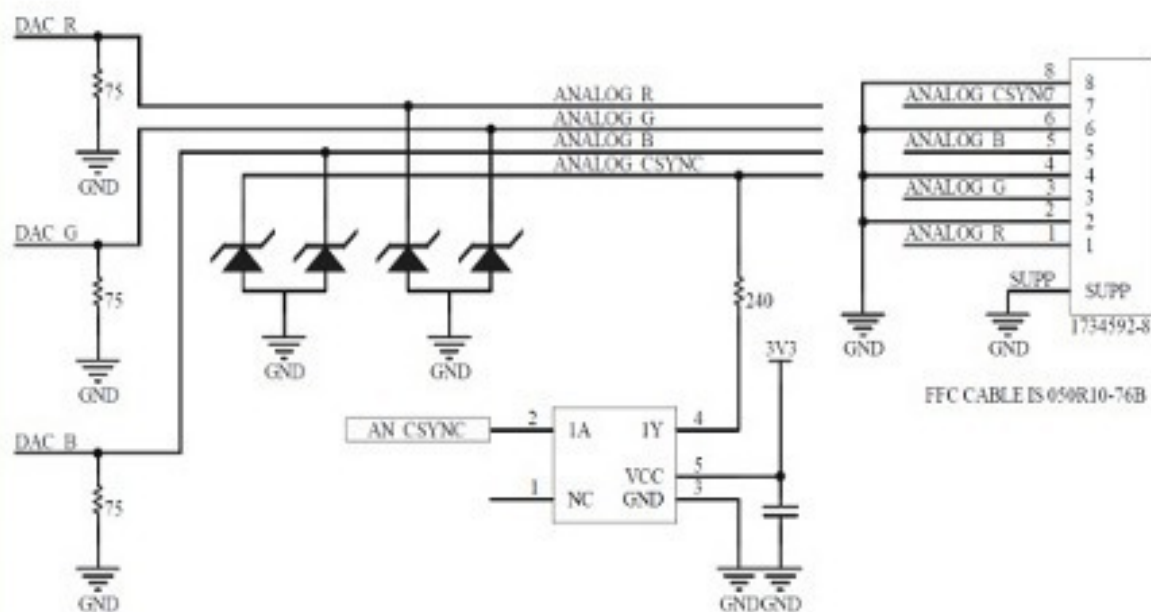 DAC R
75
GND
DAC G
75
GND
DAC B
75
GND
ANALOG R
ANALOG G
ANALOG B
ANALOG CSYNC
GND
GND
240
3V3
AN CSYNC
2
1A
1Y
4
VCC
5
1
NC
GND
3
GND
GND
8
8
ANALOG CSYNC
7
7
6
6
ANALOG B
5
5
4
4
ANALOG G
3
3
2
2
ANALOG R
1
1
SUPP
SUPP
GND
GND
1734592-8
FFC CABLE IS 050R10-76B